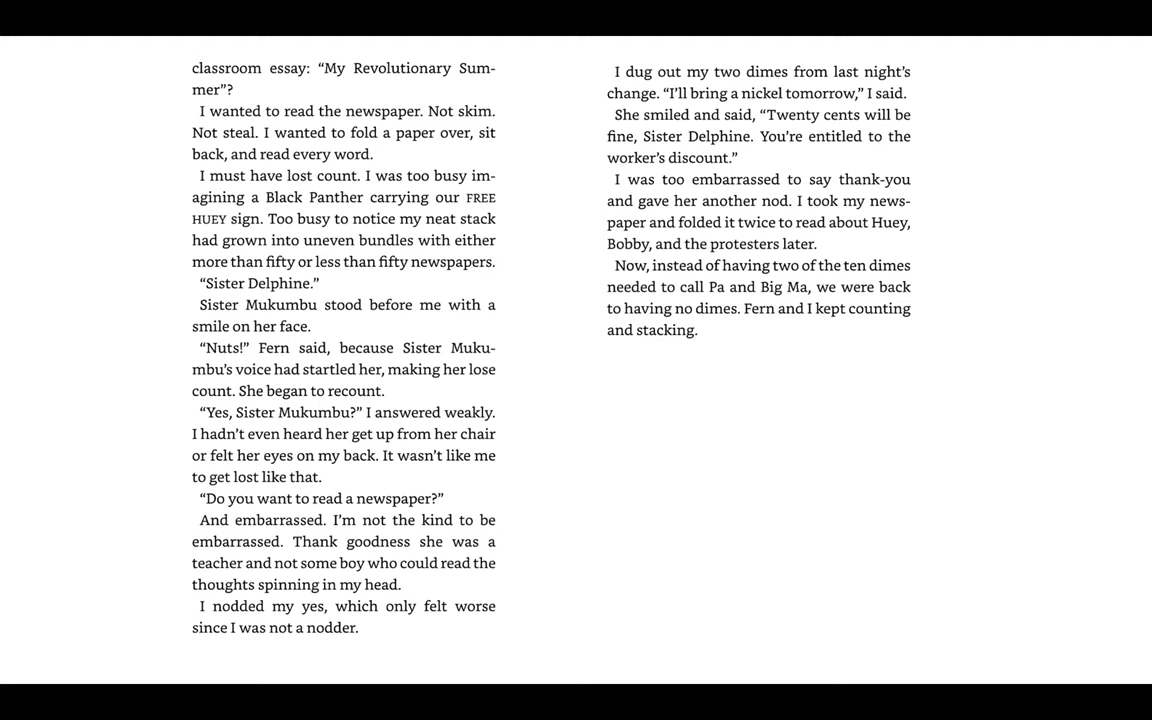 classroom essay: “My Revolutionary Sum-
mer”?
I wanted to read the newspaper. Not skim.
Not steal. I wanted to fold a paper over, sit
back, and read every word.
I must have lost count. I was too busy im-
agining a Black Panther carrying our FREE
HUEY sign. Too busy to notice my neat stack
had grown into uneven bundles with either
more than fifty or less than fifty newspapers.
“Sister Delphine.”
Sister Mukumbu stood before me with a
smile on her face.
“Nuts!” Fern said, because Sister Muku-
mbu’s voice had startled her, making her lose
count. She began to recount.
“Yes, Sister Mukumbu?” I answered weakly.
I hadn’t even heard her get up from her chair
or felt her eyes on my back. It wasn’t like me
to get lost like that.
“Do you want to read a newspaper?”
And embarrassed. I’m not the kind to be
embarrassed. Thank goodness she was a
teacher and not some boy who could read the
thoughts spinning in my head.
I nodded my yes, which only felt worse
since I was not a nodder.
I dug out my two dimes from last night’s
change. “I’ll bring a nickel tomorrow,” I said.
She smiled and said, “Twenty cents will be
fine, Sister Delphine. You’re entitled to the
worker’s discount.”
I was too embarrassed to say thank-you
and gave her another nod. I took my news-
paper and folded it twice to read about Huey,
Bobby, and the protesters later.
Now, instead of having two of the ten dimes
needed to call Pa and Big Ma, we were back
to having no dimes. Fern and I kept counting
and stacking.